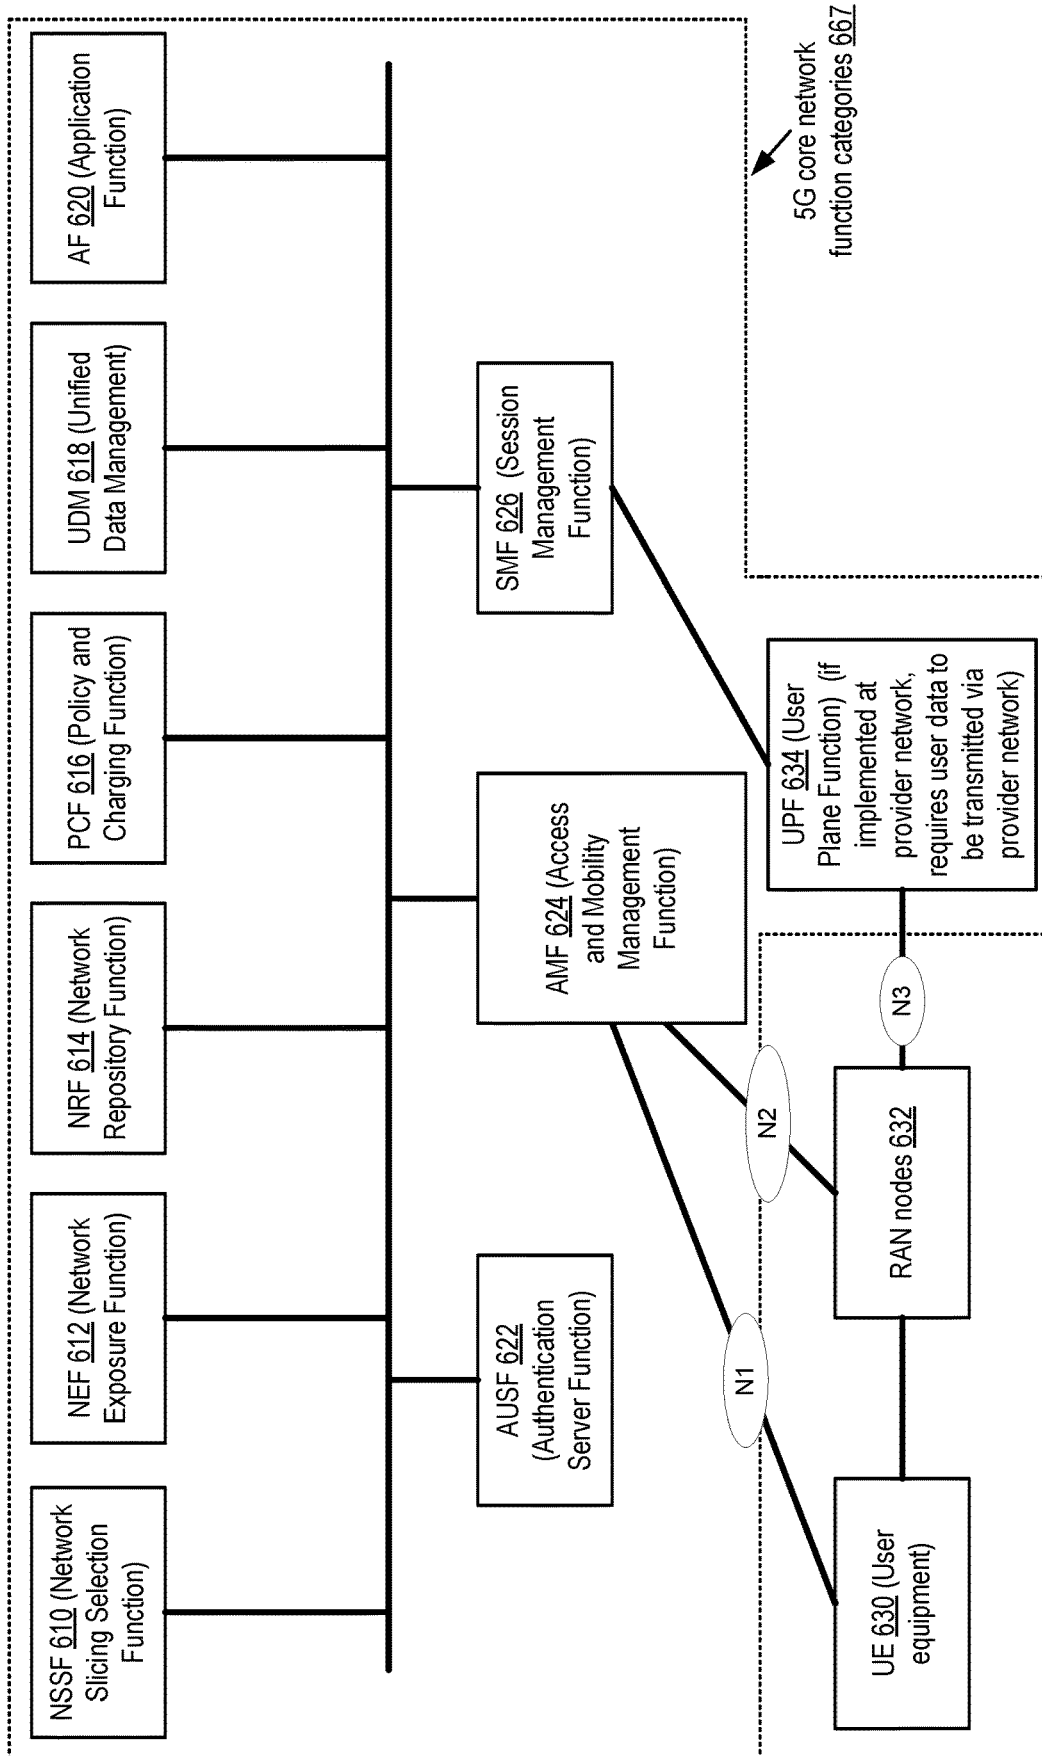 NSSF 610 (Network
Slicing Selection
Function)
NEF 612 (Network
Exposure Function)
NRF 614 (Network
Repository Function)
PCF 616 (Policy and
Charging Function)
UDM 618 (Unified
Data Management)
AF 620 (Application
Function)
AUSF 622
(Authentication
Server Function)
AMF 624 (Access
and Mobility
Management
Function)
SMF 626 (Session
Management
Function)
N1
N2
UE 630 (User
equipment)
RAN nodes 632
N3
UPF 634 (User
Plane Function) (if
implemented at
provider network,
requires user data to
be transmitted via
provider network)
5G core network
function categories 667